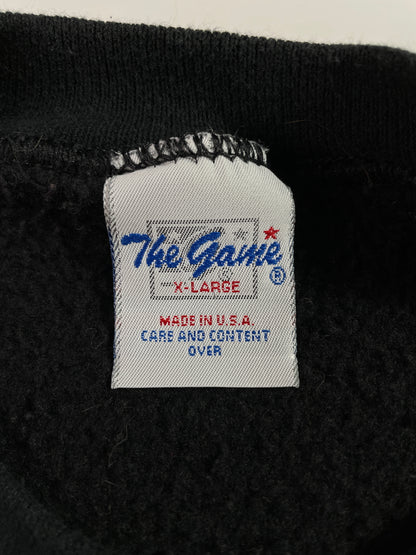 The Game®
X-LARGE
MADE IN U.S.A.
CARE AND CONTENT
OVER